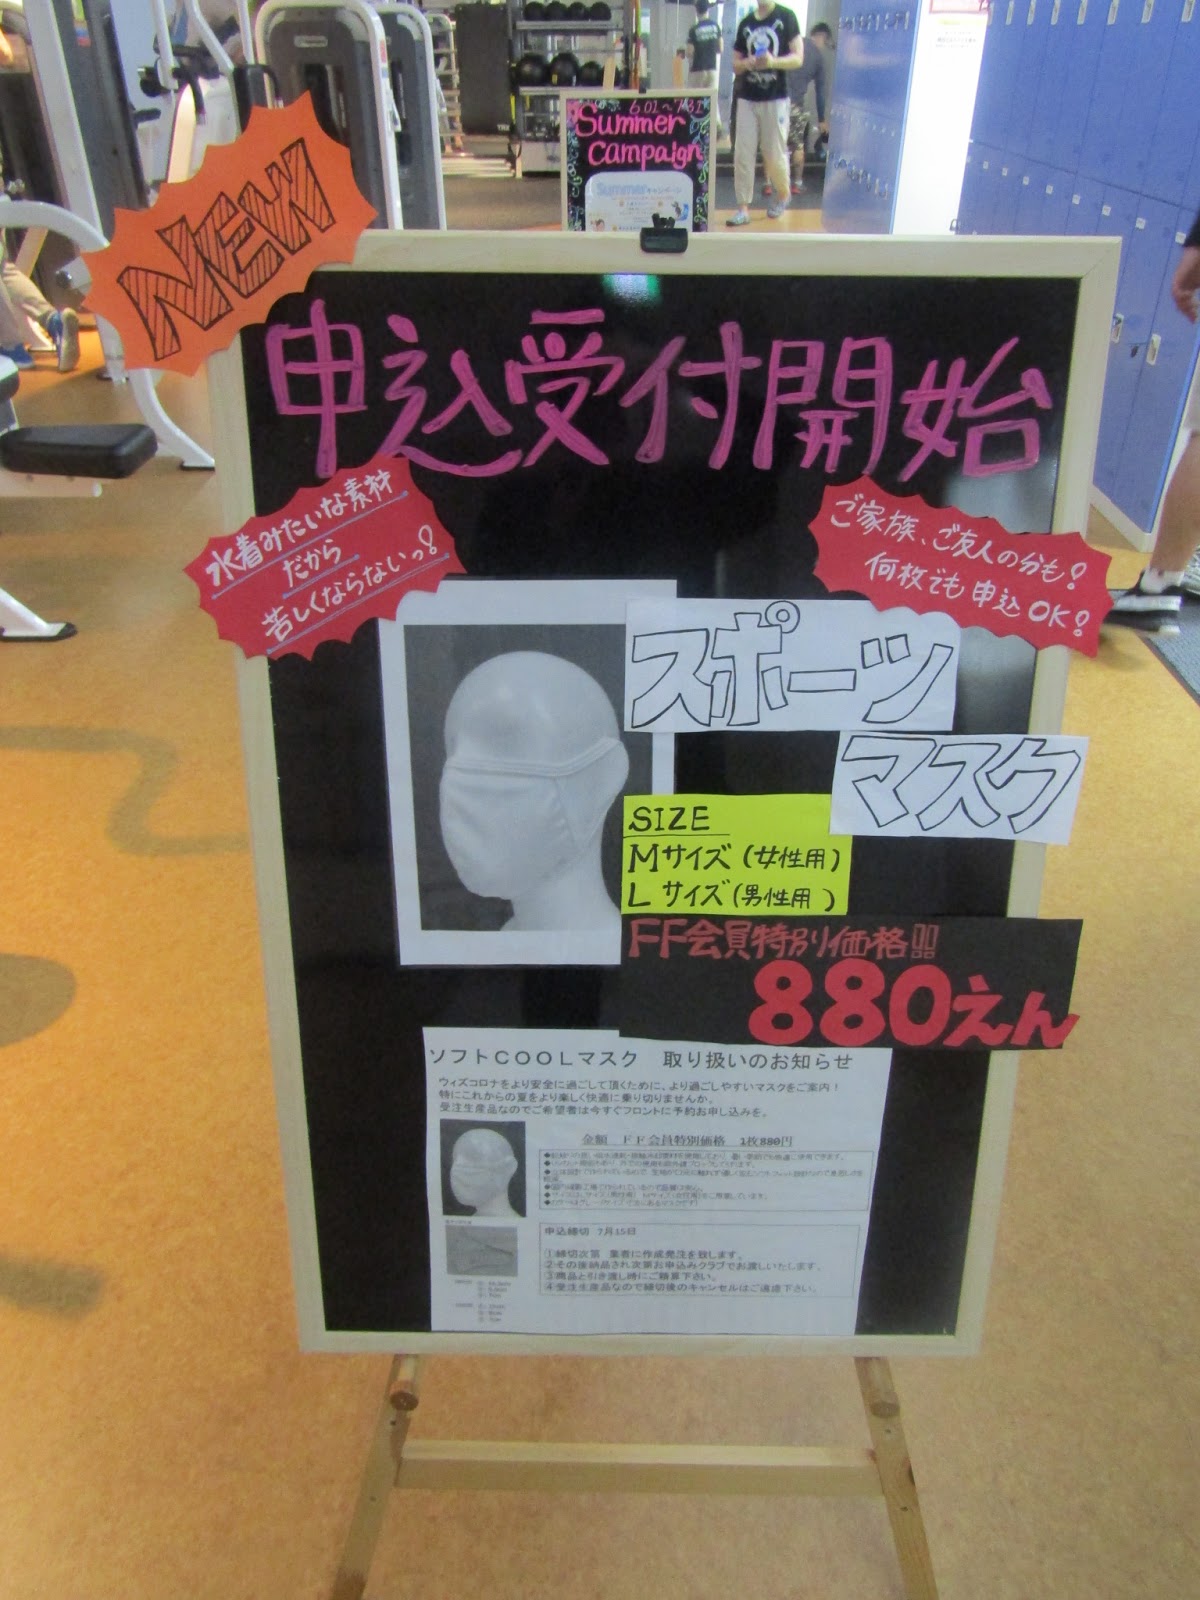 6.01~7.31
Summer
Campaign
Summerキャンペーン
NEW
申込受付開始
水着みたいな素材
だから
苦しくならないっ!
ご家族、ご友人の分も!
何枚でも申込OK!
スポーツ
マスク
SIZE
Mサイズ(女性用)
Lサイズ(男性用)
FF会員特別価格!!
880えん
ソフトCOOLマスク 取り扱いのお知らせ
ウィズコロナをより安全に過ごして頂くために、より過ごしやすいマスクをご案内!
特にこれからの夏をより楽しく快適に乗り切りませんか。
受注生産品なのでご希望者は今すぐフロントに予約お申し込みを。
金額 FF会員特別価格 1枚880円
申込締切 7月15日
①締切次第 業者に作成発注を致します。
②その後納品され次第お申込みクラブでお渡しいたします。
③商品と引き渡し時にご精算下さい。
④受注生産品なので締切後のキャンセルはご遠慮下さい。